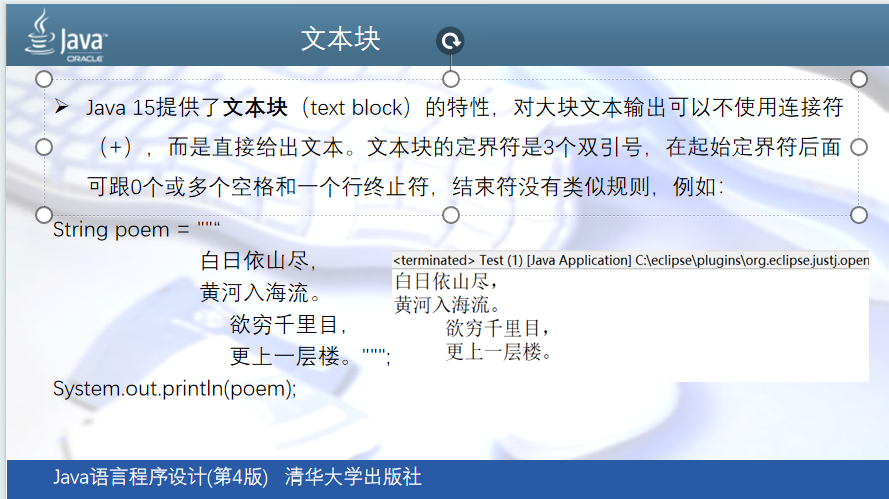 Java™
ORACLE
文本块
➢ Java 15提供了文本块（text block）的特性，对大块文本输出可以不使用连接符
（+），而是直接给出文本。文本块的定界符是3个双引号，在起始定界符后面
可跟0个或多个空格和一个行终止符，结束符没有类似规则，例如：
String poem = """
白日依山尽，
黄河入海流。
欲穷千里目，
更上一层楼。""";
System.out.println(poem);
<terminated> Test (1) [Java Application] C:\eclipse\plugins\org.eclipse.justj.open
白日依山尽，
黄河入海流。
欲穷千里目，
更上一层楼。
Java语言程序设计(第4版) 清华大学出版社